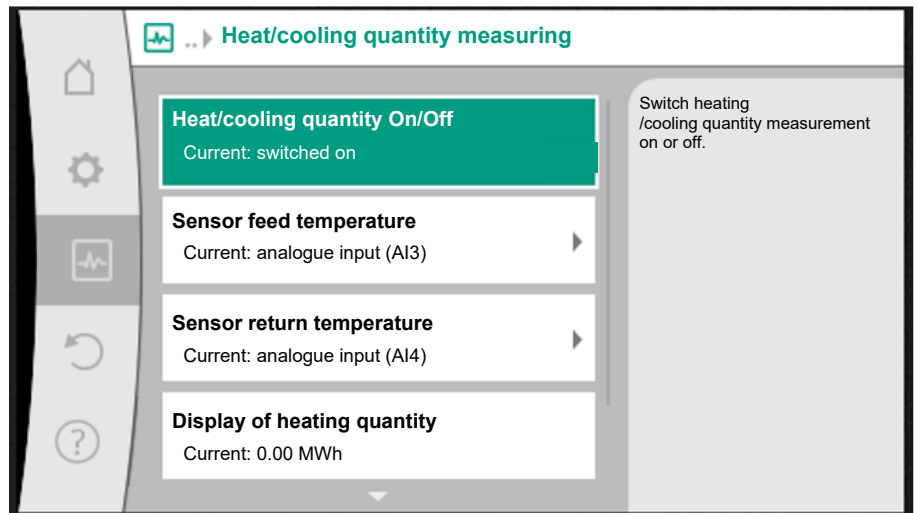 ..Heat/cooling quantity measuring
Heat/cooling quantity On/Off
Current: switched on
Sensor feed temperature
Current: analogue input (AI3)
Sensor return temperature
Current: analogue input (AI4)
Display of heating quantity
Current: 0.00 MWh
Switch heating
/cooling quantity measurement
on or off.
?